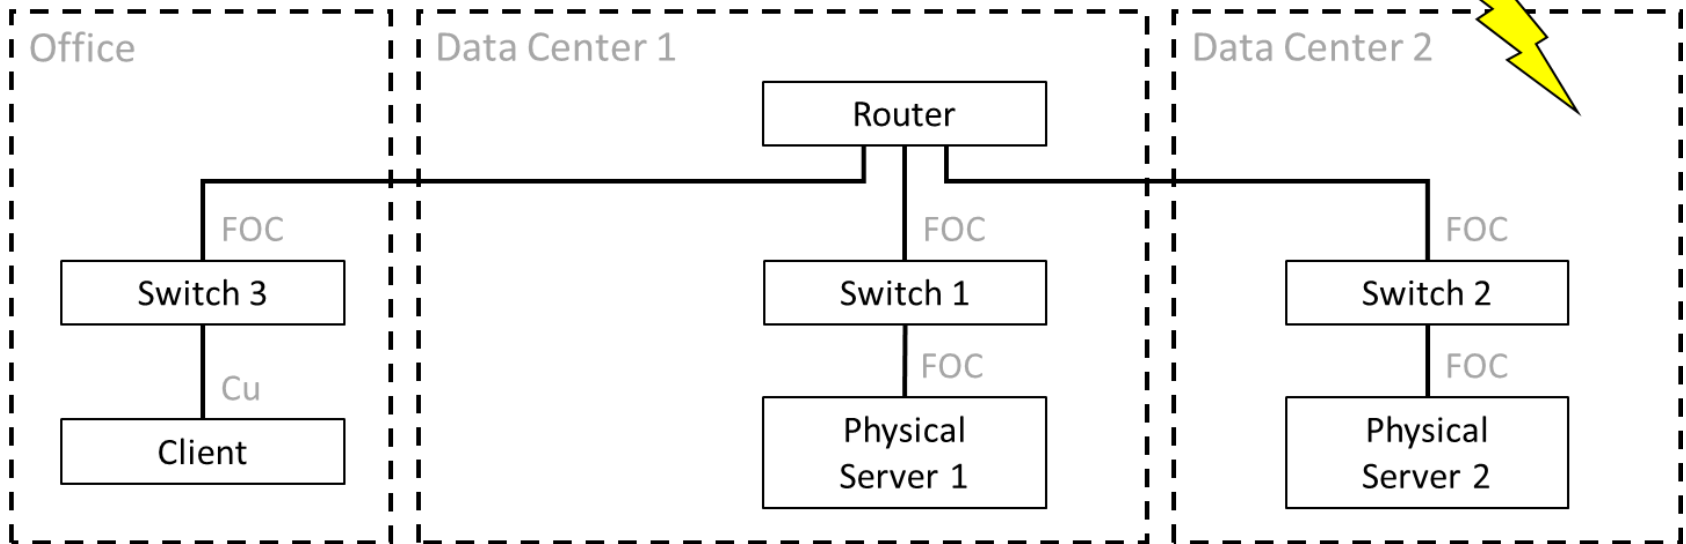 Office
Data Center 1
Data Center 2
Router
FOC
FOC
FOC
Switch 3
Switch 1
Switch 2
FOC
FOC
Cu
Client
Physical
Server 1
Physical
Server 2